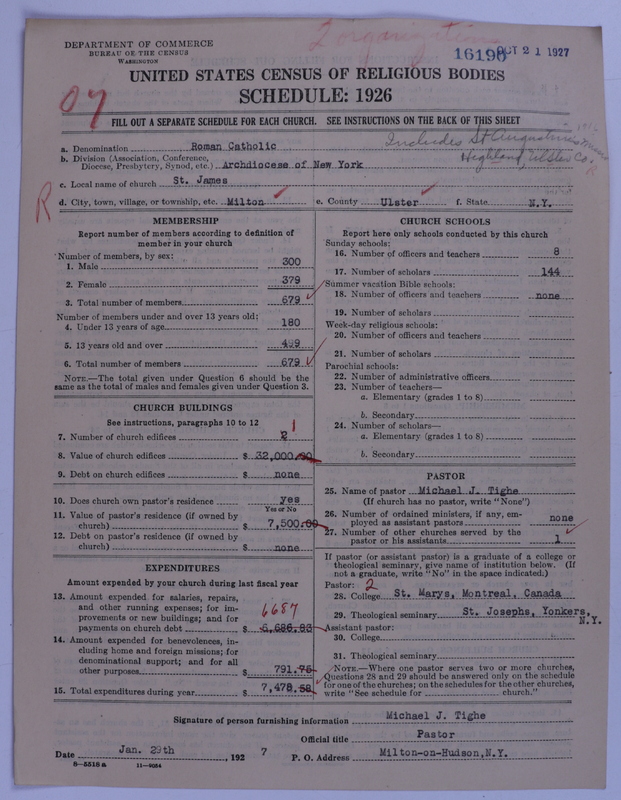 2 organizations
DEPARTMENT OF COMMERCE
BUREAU OF THE CENSUS
WASHINGTON
16196 OCT 21 1927
UNITED STATES CENSUS OF RELIGIOUS BODIES
SCHEDULE: 1926
07
FILL OUT A SEPARATE SCHEDULE FOR EACH CHURCH. SEE INSTRUCTIONS ON THE BACK OF THIS SHEET
Includes St Augustine's
Highland, Ulster Co.
R
a. Denomination Roman Catholic
b. Division (Association, Conference, Diocese, Presbytery, Synod, etc.) Archdiocese of New York
c. Local name of church St. James
R
d. City, town, village, or township, etc. Milton e. County Ulster f. State N.Y.
MEMBERSHIP
Report number of members according to definition of member in your church
Number of members, by sex:
1. Male 300
2. Female 379
3. Total number of members 679
Number of members under and over 13 years old:
4. Under 13 years of age 180
5. 13 years old and over 499
6. Total number of members 679
NOTE.—The total given under Question 6 should be the same as the total of males and females given under Question 3.
CHURCH BUILDINGS
See instructions, paragraphs 10 to 12
7. Number of church edifices 1
8. Value of church edifices $ 32,000.00
9. Debt on church edifices $ none
10. Does church own pastor's residence yes
Yes or No
11. Value of pastor's residence (if owned by church) $ 7,500.00
12. Debt on pastor's residence (if owned by church) $ none
EXPENDITURES
Amount expended by your church during last fiscal year
13. Amount expended for salaries, repairs, and other running expenses; for improvements or new buildings; and for payments on church debt $ 6,686.83
6687
14. Amount expended for benevolences, including home and foreign missions; for denominational support; and for all other purposes $ 791.75
15. Total expenditures during year $ 7,478.58
CHURCH SCHOOLS
Report here only schools conducted by this church
Sunday schools:
16. Number of officers and teachers 8
17. Number of scholars 144
Summer vacation Bible schools:
18. Number of officers and teachers none
19. Number of scholars
Week-day religious schools:
20. Number of officers and teachers
21. Number of scholars
Parochial schools:
22. Number of administrative officers
23. Number of teachers—
a. Elementary (grades 1 to 8)
b. Secondary
24. Number of scholars—
a. Elementary (grades 1 to 8)
b. Secondary
PASTOR
25. Name of pastor Michael J. Tighe
(If church has no pastor, write "None")
26. Number of ordained ministers, if any, employed as assistant pastors none
27. Number of other churches served by the pastor or his assistants 1
If pastor (or assistant pastor) is a graduate of a college or theological seminary, give name of institution below. (If not a graduate, write "No" in the space indicated:)
Pastor: 2
28. College St. Marys, Montreal, Canada
29. Theological seminary St. Josephs, Yonkers, N.Y.
Assistant pastor:
30. College
31. Theological seminary
NOTE.—Where one pastor serves two or more churches, Questions 28 and 29 should be answered only on the schedule for one of the churches; on the schedules for the other churches, write "See schedule for church."
Signature of person furnishing information Michael J. Tighe
Official title Pastor
Date Jan. 29th, 1927 P. O. Address Milton-on-Hudson, N.Y.
8—5518 a 11—9034